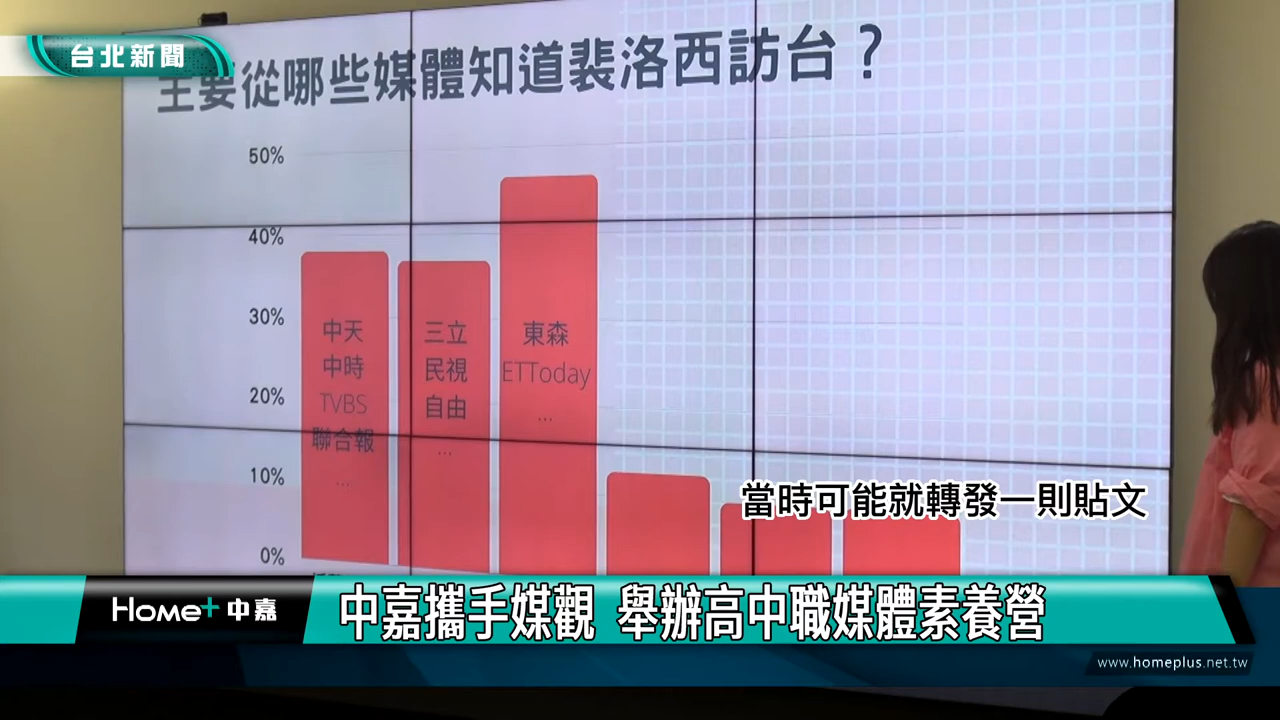 台北新聞
主要從哪些媒體知道裴洛西訪台？
50%
40%
30%
20%
10%
0%
中天
中時
TVBS
聯合報
...
三立
民視
自由
...
東森
ETToday
...
當時可能就轉發一則貼文
Home+中嘉
中嘉攜手媒觀 舉辦高中職媒體素養營
www.homeplus.net.tw